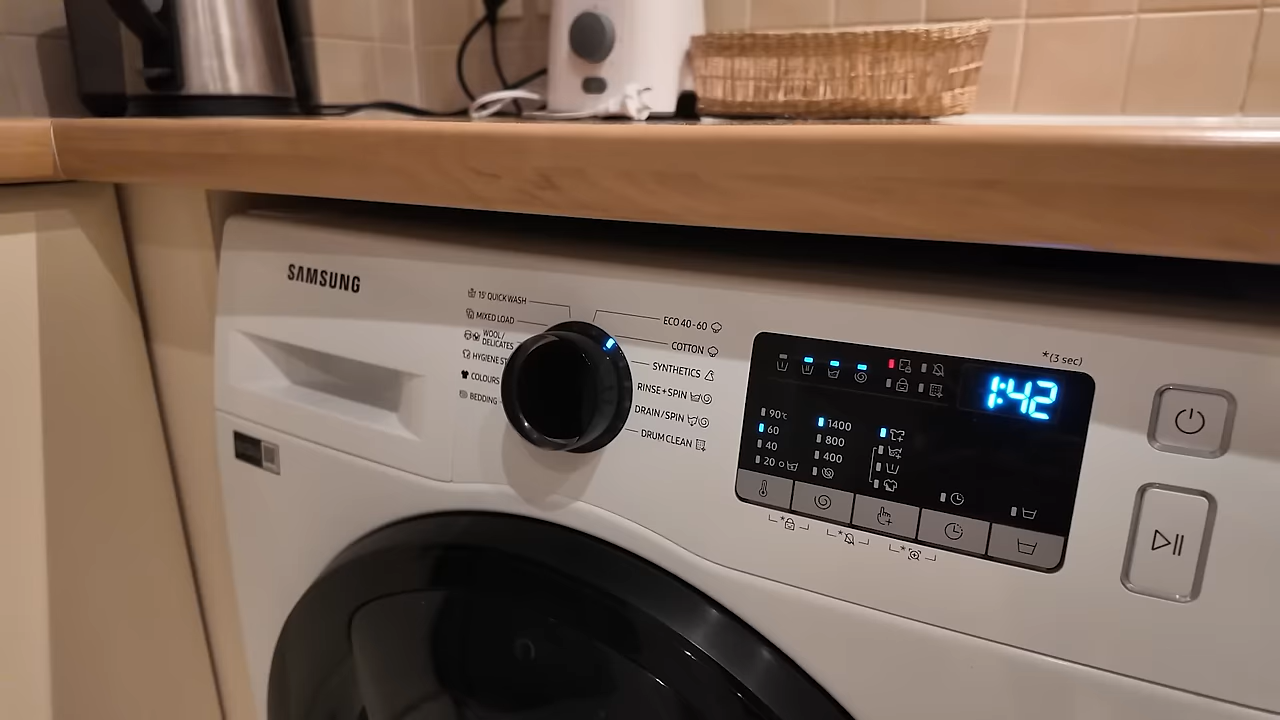 SAMSUNG
15' QUICK WASH
MIXED LOAD
WOOL/
DELICATES
HYGIENE ST
COLOURS
BEDDING
ECO 40-60
COTTON
SYNTHETICS
RINSE+SPIN
DRAIN/SPIN
DRUM CLEAN
*(3 sec)
1:42
90°C
60
40
20
1400
800
400